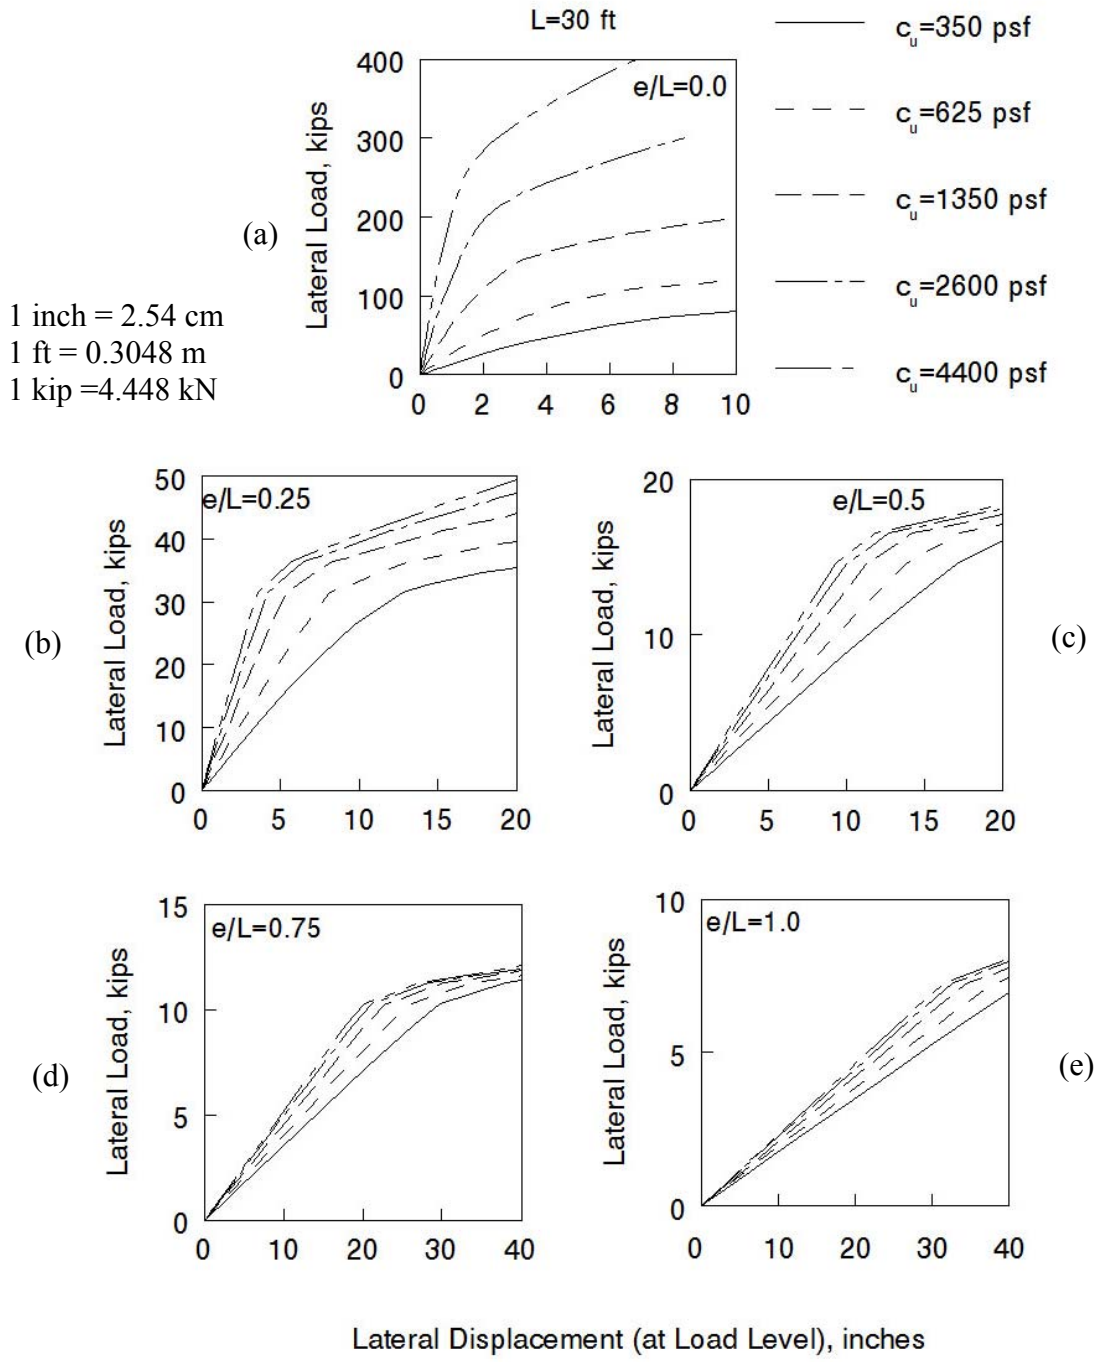 L=30 ft
c_u=350 psf
c_u=625 psf
c_u=1350 psf
c_u=2600 psf
c_u=4400 psf
(a)
Lateral Load, kips
400
300
200
100
0
e/L=0.0
0 2 4 6 8 10
1 inch = 2.54 cm
1 ft = 0.3048 m
1 kip =4.448 kN
(b)
Lateral Load, kips
50
40
30
20
10
0
e/L=0.25
0 5 10 15 20
Lateral Load, kips
20
10
0
e/L=0.5
0 5 10 15 20
(c)
(d)
Lateral Load, kips
15
10
5
0
e/L=0.75
0 10 20 30 40
Lateral Load, kips
10
5
0
e/L=1.0
0 10 20 30 40
(e)
Lateral Displacement (at Load Level), inches